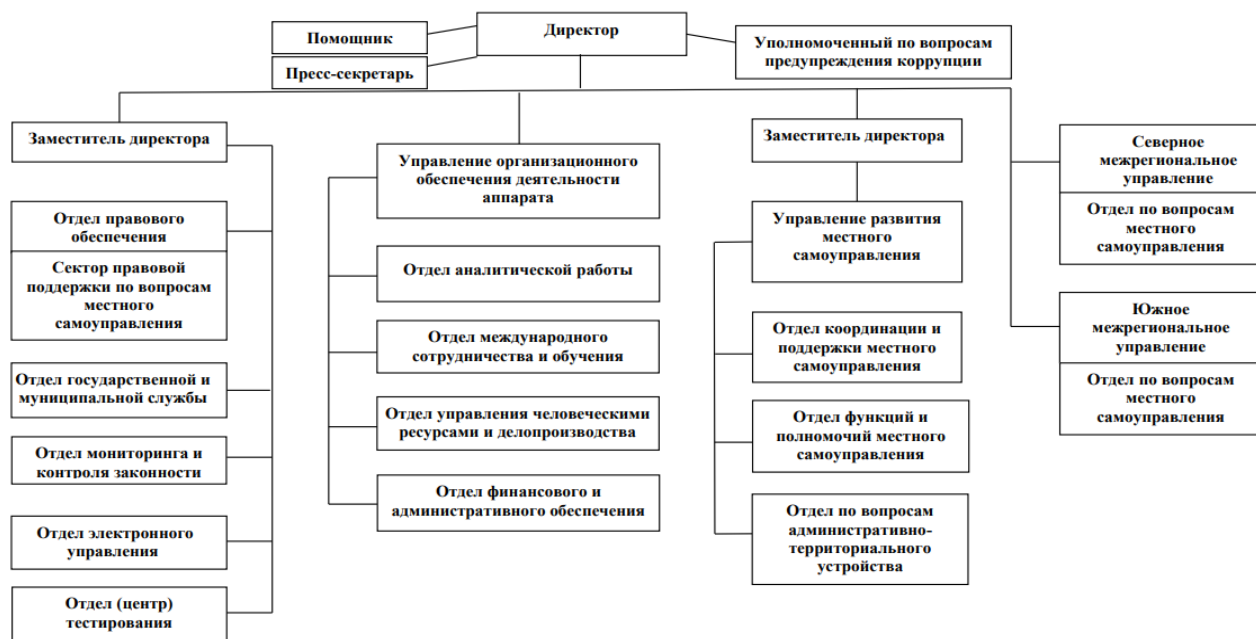 Директор
Помощник
Пресс-секретарь
Уполномоченный по вопросам
предупреждения коррупции
Заместитель директора
Отдел правового
обеспечения
Сектор правовой
поддержки по вопросам
местного
самоуправления
Отдел государственной и
муниципальной службы
Отдел мониторинга и
контроля законности
Отдел электронного
управления
Отдел (центр)
тестирования
Управление организационного
обеспечения деятельности
аппарата
Отдел аналитической работы
Отдел международного
сотрудничества и обучения
Отдел управления человеческими
ресурсами и делопроизводства
Отдел финансового и
административного обеспечения
Заместитель директора
Управление развития
местного
самоуправления
Отдел координации и
поддержки местного
самоуправления
Отдел функций и
полномочий местного
самоуправления
Отдел по вопросам
административно-
территориального
устройства
Северное
межрегиональное
управление
Отдел по вопросам
местного
самоуправления
Южное
межрегиональное
управление
Отдел по вопросам
местного
самоуправления